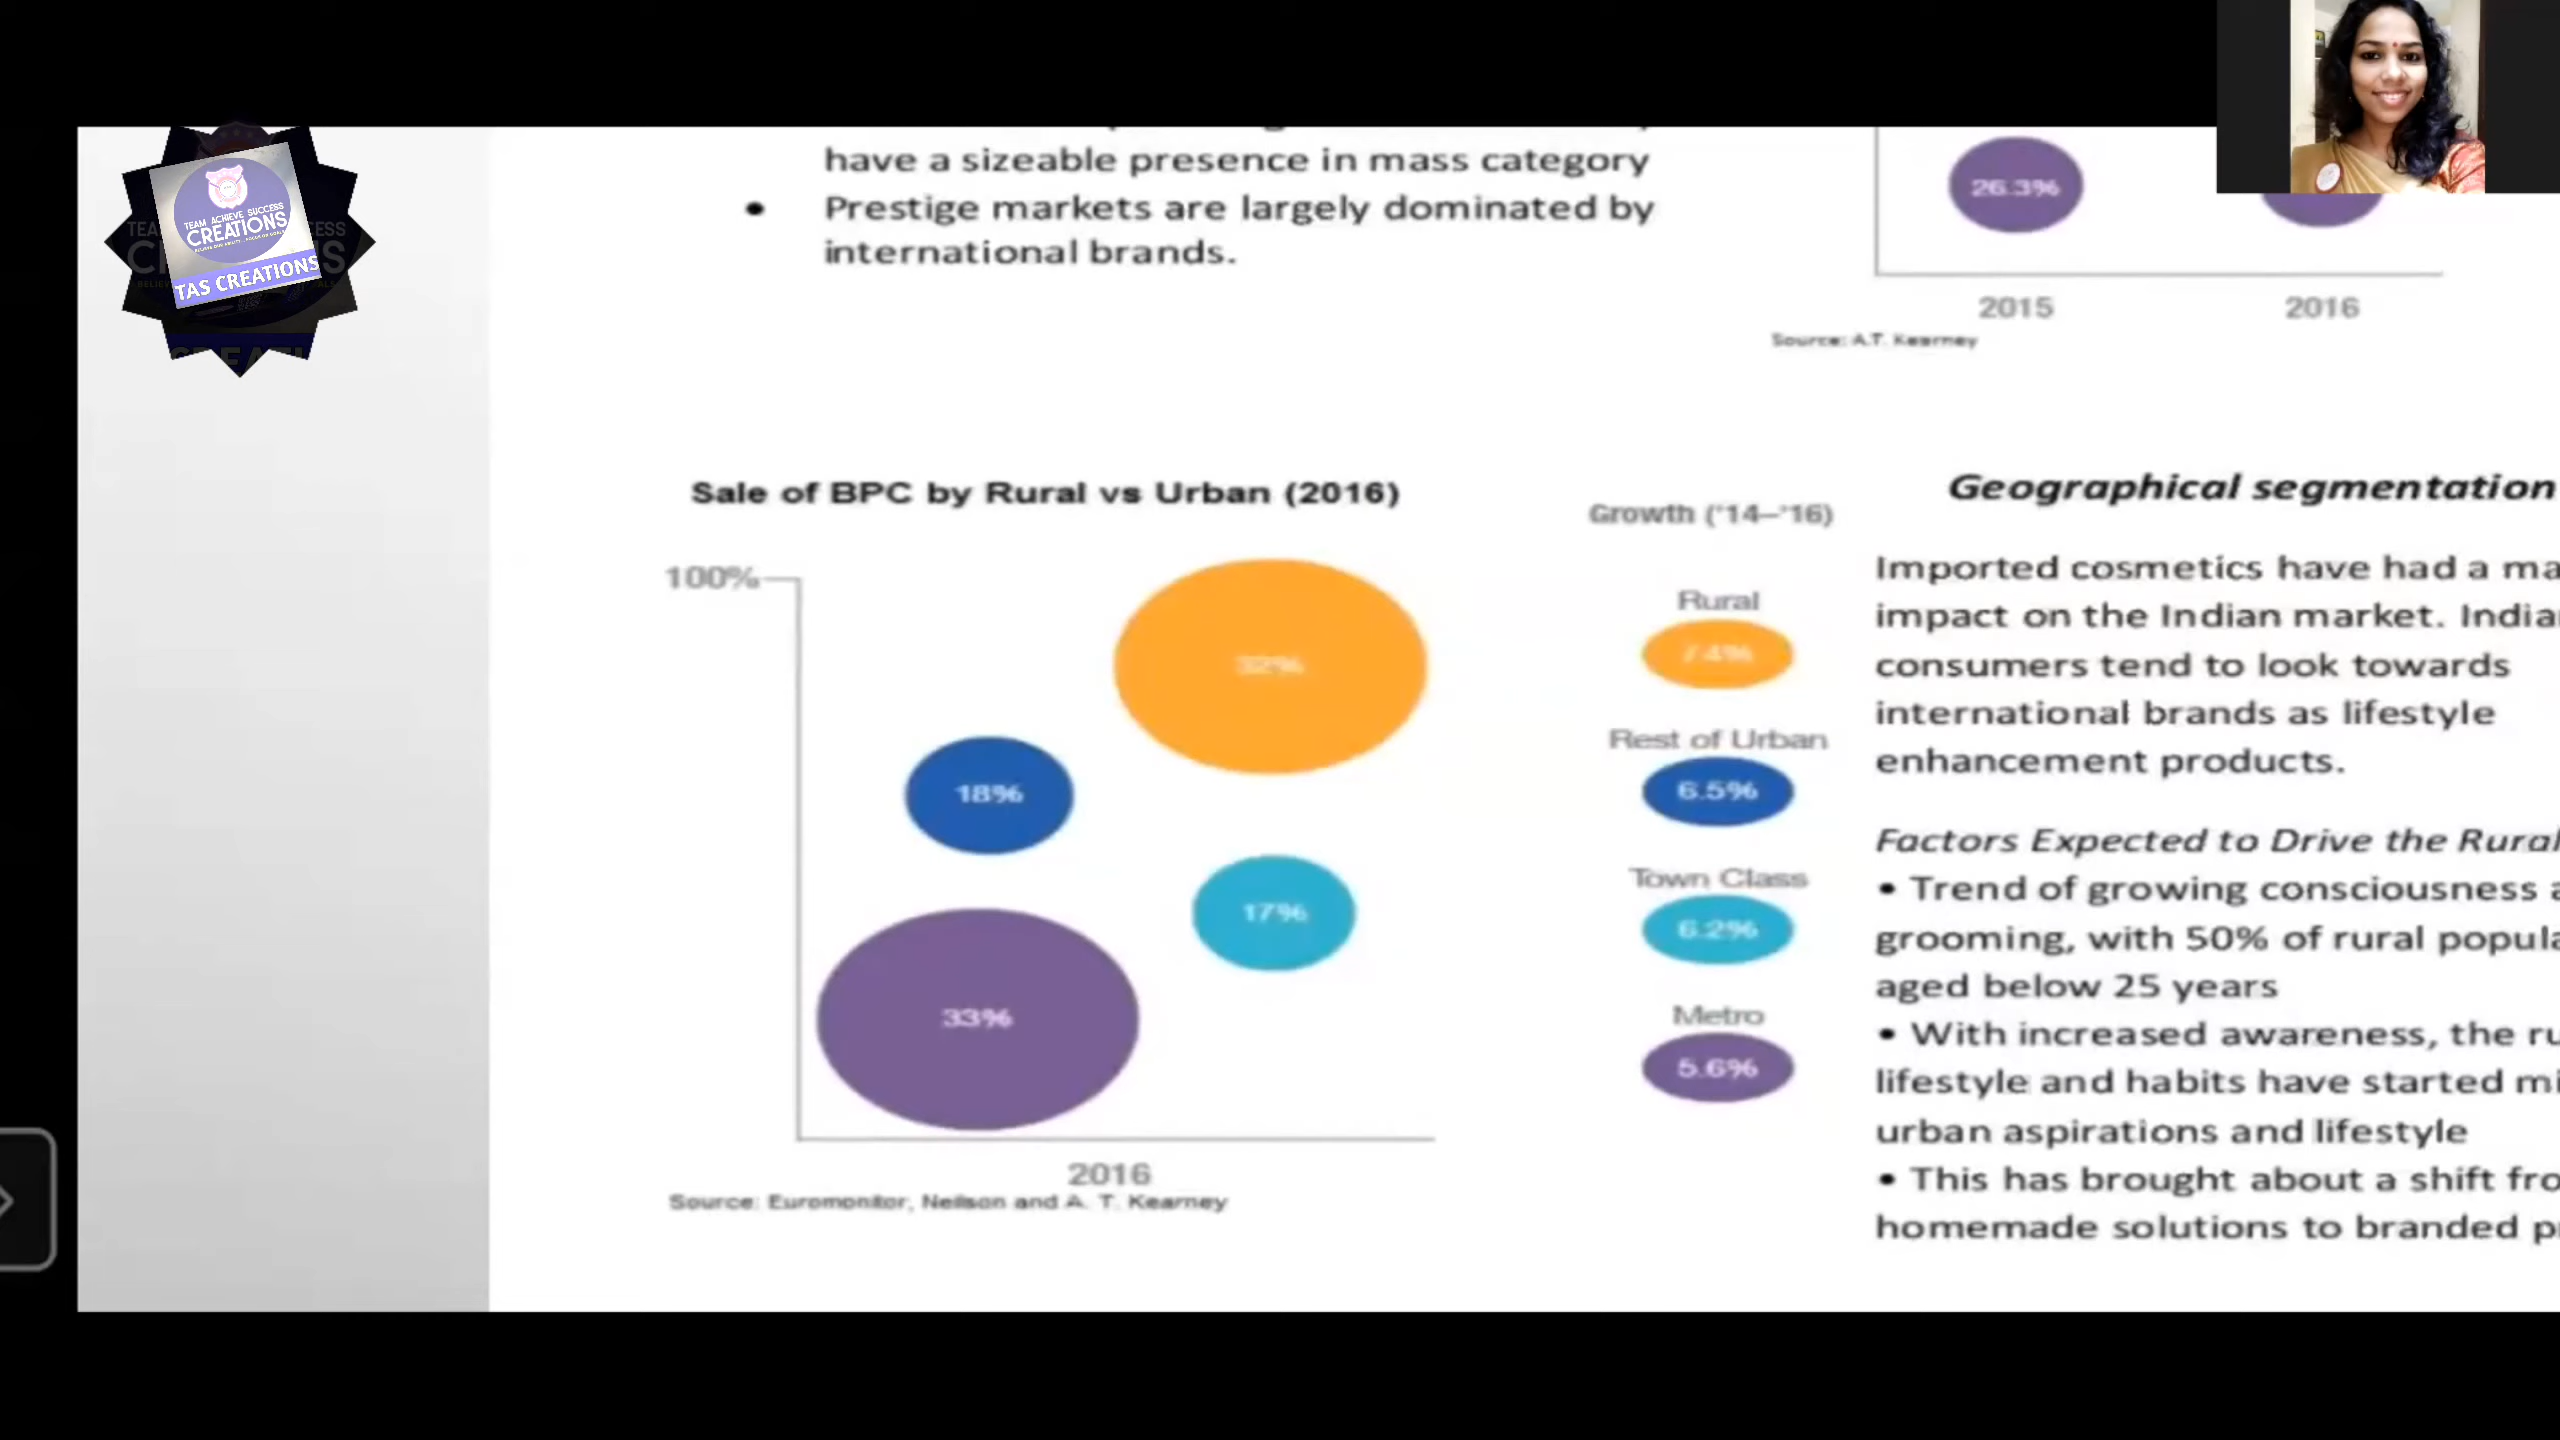 TEAM ACHIEVE SUCCESS
CREATIONS
TAS CREATIONS
have a sizeable presence in mass category
• Prestige markets are largely dominated by
international brands.
26.3%
2015 2016
Source: A.T. Kearney
Sale of BPC by Rural vs Urban (2016)
100%
32%
18%
17%
33%
2016
Source: Euromonitor, Neilson and A. T. Kearney
Growth ('14–'16)
Rural
7.4%
Rest of Urban
6.5%
Town Class
6.2%
Metro
5.6%
Geographical segmentation
Imported cosmetics have had a ma
impact on the Indian market. India
consumers tend to look towards
international brands as lifestyle
enhancement products.
Factors Expected to Drive the Rural
• Trend of growing consciousness a
grooming, with 50% of rural popula
aged below 25 years
• With increased awareness, the ru
lifestyle and habits have started mi
urban aspirations and lifestyle
• This has brought about a shift fro
homemade solutions to branded p